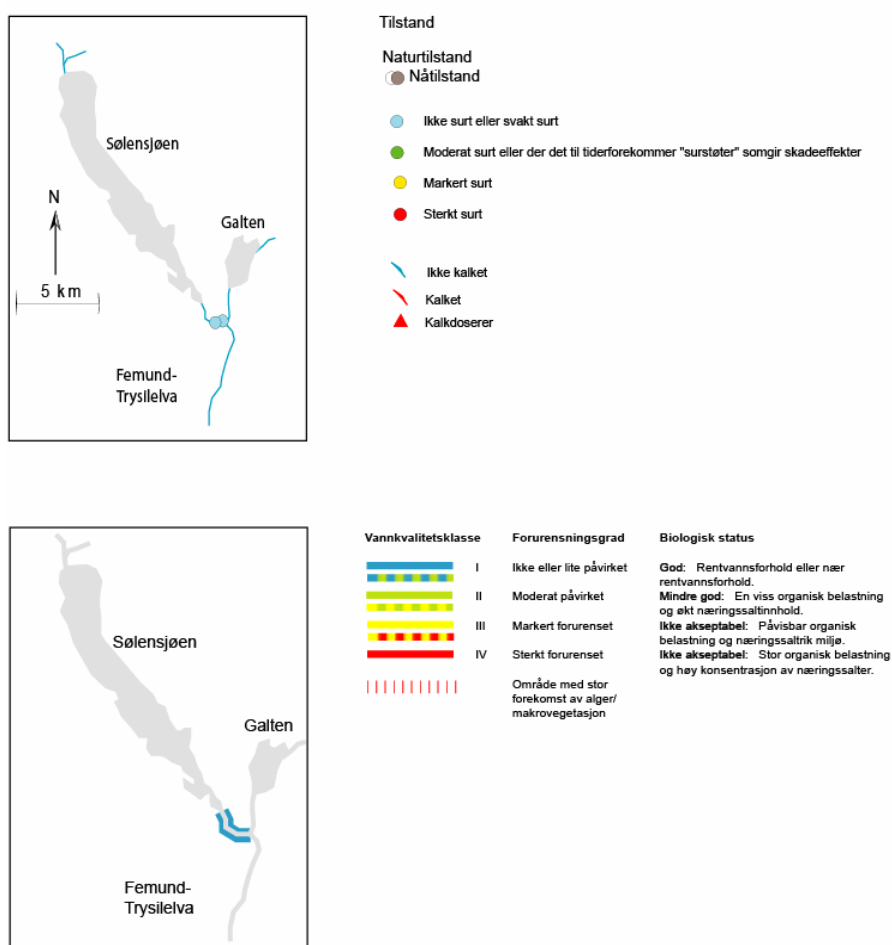 Tilstand
Naturtilstand
Nåtilstand
Ikke surt eller svakt surt
Moderat surt eller der det til tiderforekommer "surstøter" somgir skadeeffekter
Markert surt
Sterkt surt
Ikke kalket
Kalket
Kalkdoserer
Sølensjøen
N
Galten
5 km
Femund-
Trysilelva
Vannkvalitetsklasse Forurensningsgrad Biologisk status
I Ikke eller lite påvirket God: Rentvannsforhold eller nær
rentvannsforhold.
II Moderat påvirket Mindre god: En viss organisk belastning
og økt næringssaltinnhold.
III Markert forurenset Ikke akseptabel: Påvisbar organisk
belastning og næringssaltrik miljø.
IV Sterkt forurenset Ikke akseptabel: Stor organisk belastning
og høy konsentrasjon av næringssalter.
Område med stor
forekomst av alger/
makrovegetasjon
Sølensjøen
Galten
Femund-
Trysilelva